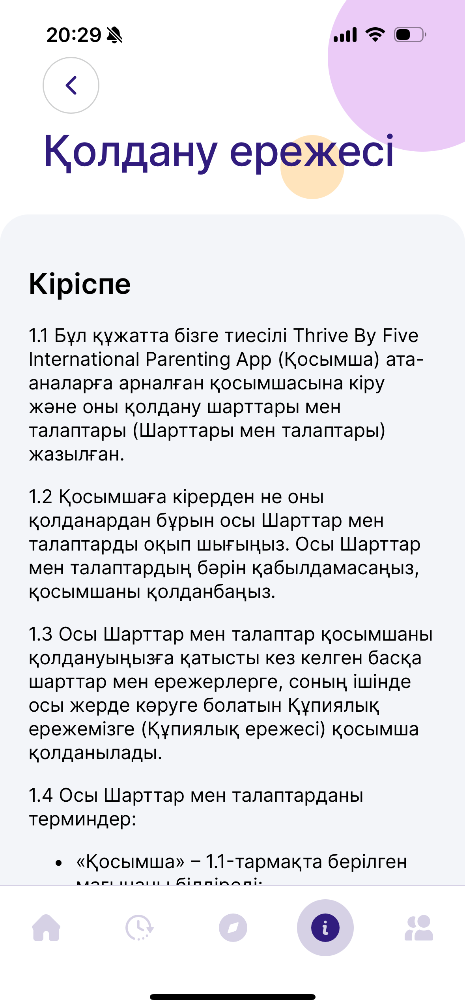 20:29
Қолдану ережесі
Кіріспе
1.1 Бұл құжатта бізге тиесілі Thrive By Five
International Parenting App (Қосымша) ата-
аналарға арналған қосымшасына кіру
және оны қолдану шарттары мен
талаптары (Шарттары мен талаптары)
жазылған.
1.2 Қосымшаға кірерден не оны
қолданардан бұрын осы Шарттар мен
талаптарды оқып шығыңыз. Осы Шарттар
мен талаптардың бәрін қабылдамасаңыз,
қосымшаны қолданбаңыз.
1.3 Осы Шарттар мен талаптар қосымшаны
қолдануыңызға қатысты кез келген басқа
шарттар мен ережерлерге, соның ішінде
осы жерде көруге болатын Құпиялық
ережемізге (Құпиялық ережесі) қосымша
қолданылады.
1.4 Осы Шарттар мен талаптарданы
терминдер:
• «Қосымша» – 1.1-тармақта берілген
мағынаны білдіреді;